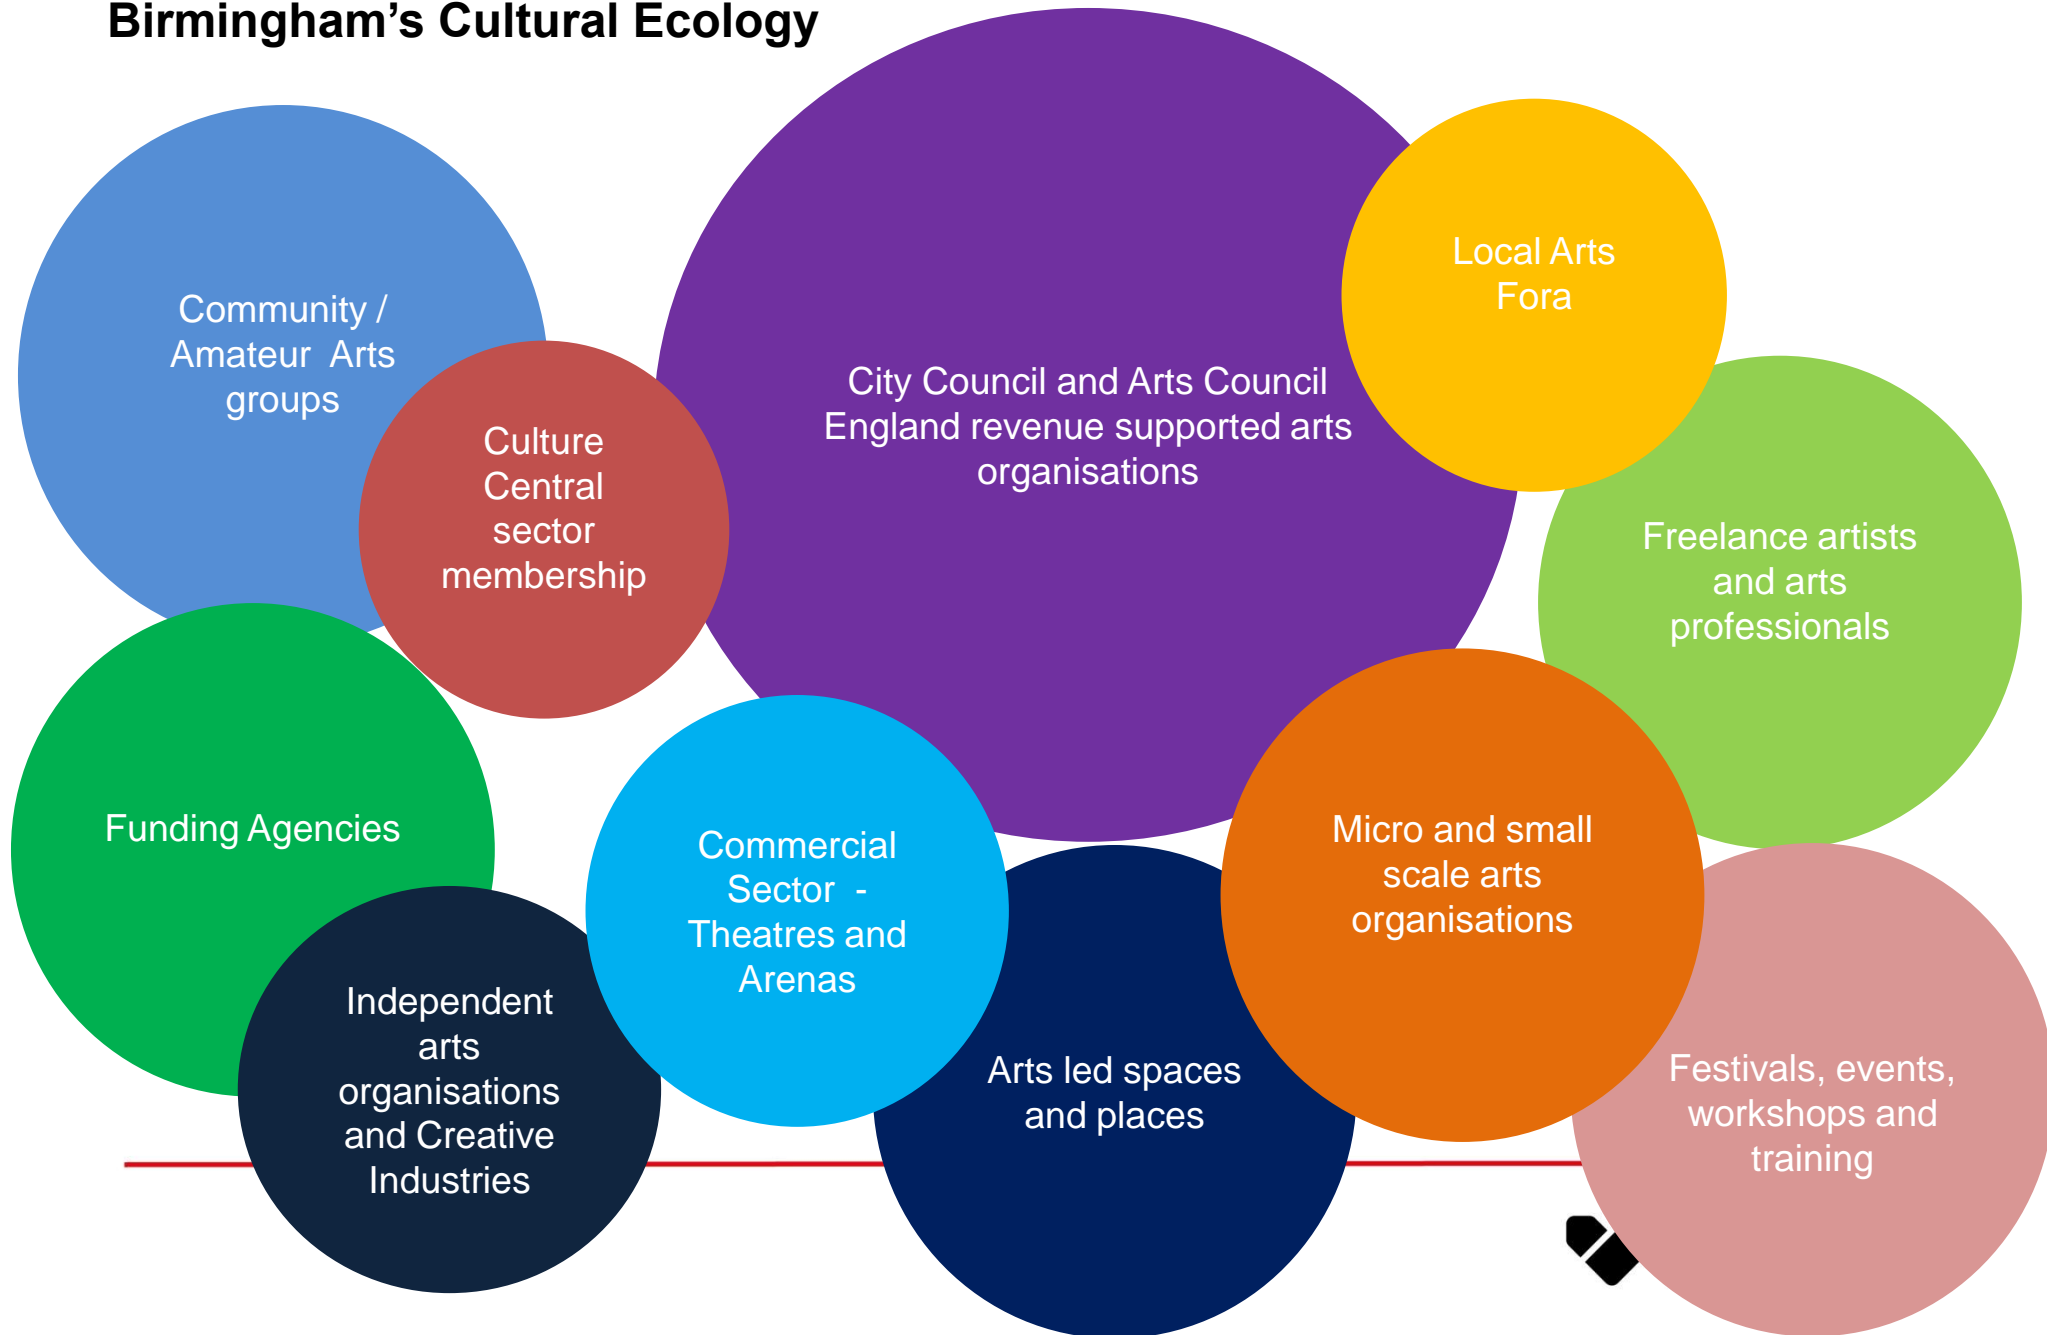 Birmingham’s Cultural Ecology
Community /
Amateur  Arts
groups
Culture
Central
sector
membership
City Council and Arts Council
England revenue supported arts
organisations
Local Arts
Fora
Freelance artists
and arts
professionals
Funding Agencies
Independent
arts
organisations
and Creative
Industries
Commercial
Sector  -
Theatres and
Arenas
Arts led spaces
and places
Micro and small
scale arts
organisations
Festivals, events,
workshops and
training